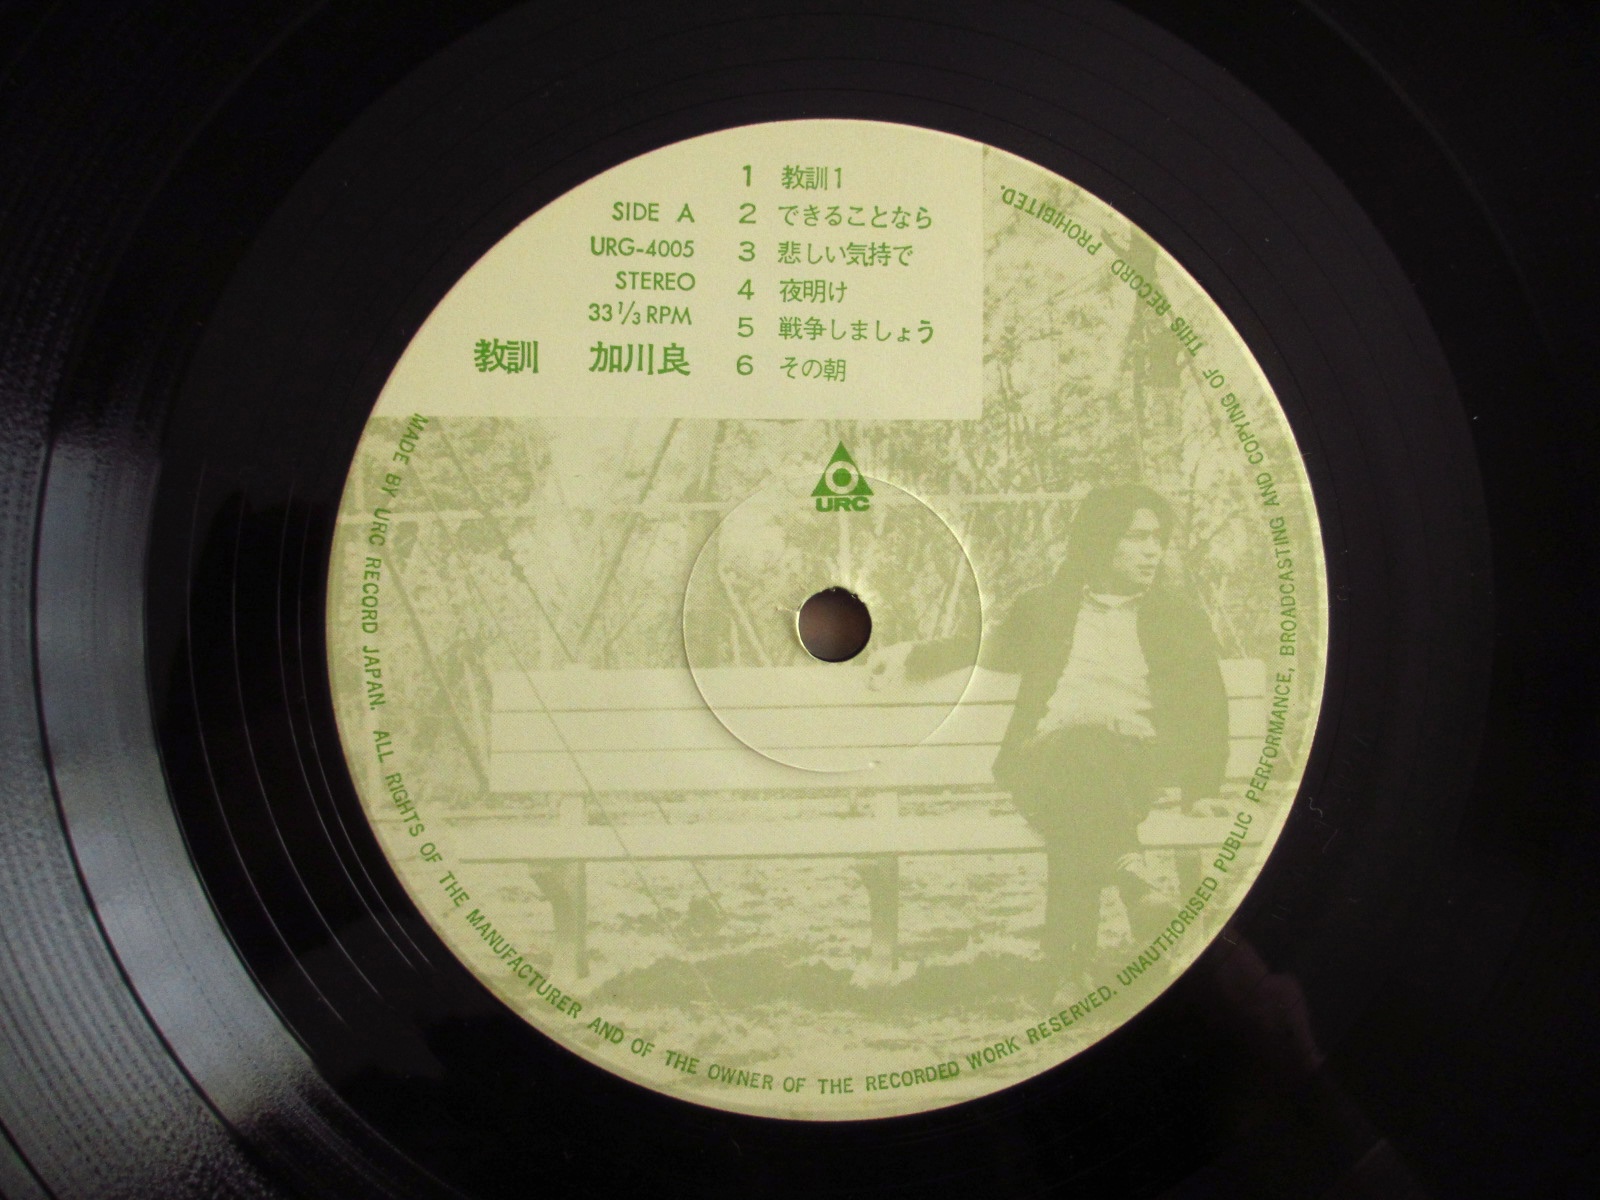 SIDE A
URG-4005
STEREO
33 1/3 RPM
教訓 加川良
1 教訓1
2 できることなら
3 悲しい気持で
4 夜明け
5 戦争しましょう
6 その朝
URC
MADE BY URC RECORD JAPAN. ALL RIGHTS OF THE MANUFACTURER AND OF THE OWNER OF THE RECORDED WORK RESERVED. UNAUTHORISED PUBLIC PERFORMANCE, BROADCASTING AND COPYING OF THIS RECORD PROHIBITED.